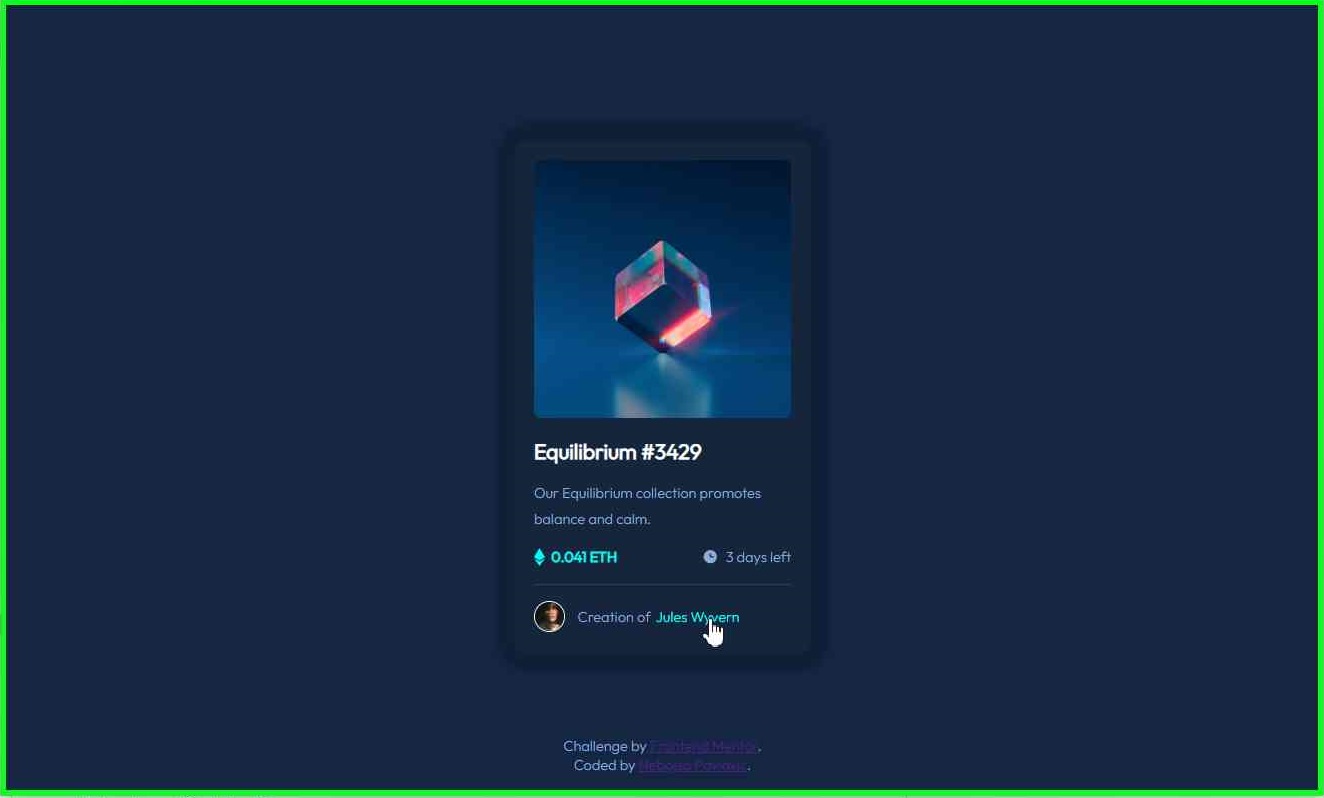 Equilibrium #3429
Our Equilibrium collection promotes
balance and calm.
0.041 ETH
3 days left
Creation of Jules Wyvern
Challenge by Frontend Mentor.
Coded by